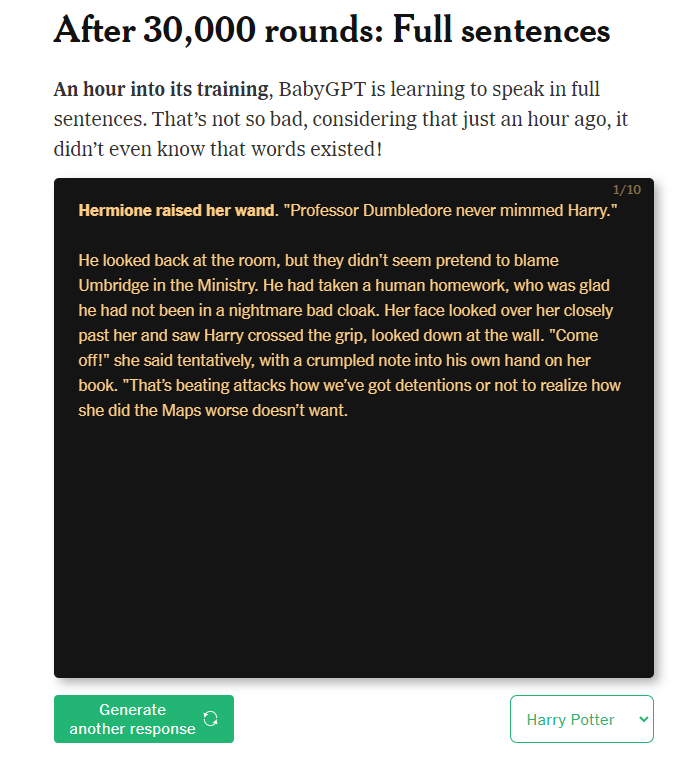 After 30,000 rounds: Full sentences
An hour into its training, BabyGPT is learning to speak in full
sentences. That’s not so bad, considering that just an hour ago, it
didn’t even know that words existed!
1/10
Hermione raised her wand. "Professor Dumbledore never mimmed Harry."
He looked back at the room, but they didn't seem pretend to blame
Umbridge in the Ministry. He had taken a human homework, who was glad
he had not been in a nightmare bad cloak. Her face looked over her closely
past her and saw Harry crossed the grip, looked down at the wall. "Come
off!" she said tentatively, with a crumpled note into his own hand on her
book. "That’s beating attacks how we’ve got detentions or not to realize how
she did the Maps worse doesn’t want.
Generate
another response
Harry Potter